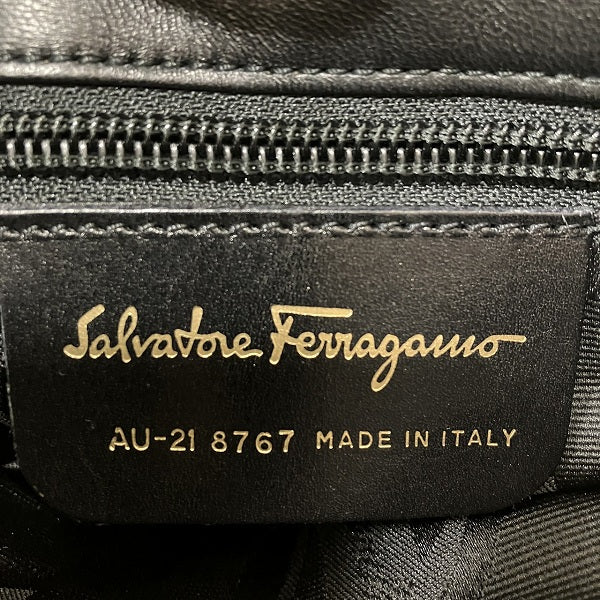 Salvatore Ferragamo
AU-21 8767 MADE IN ITALY